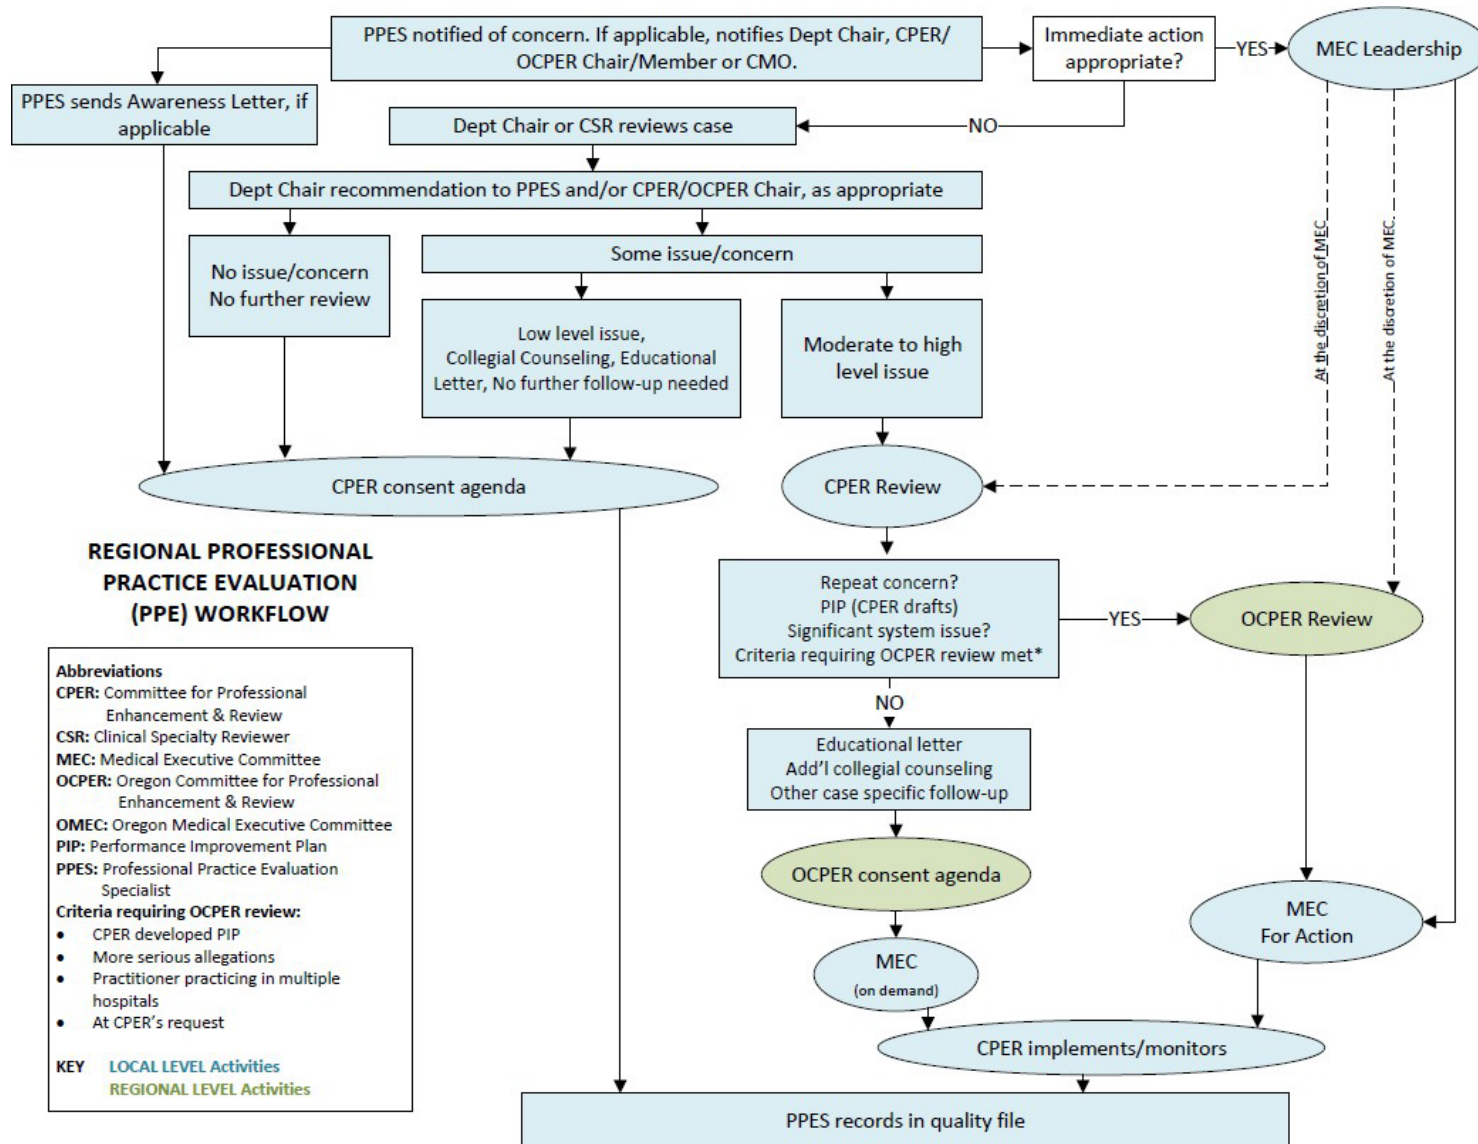 PPES notified of concern. If applicable, notifies Dept Chair, CPER/
OCPER Chair/Member or CMO.
Immediate action
appropriate?
YES
MEC Leadership
PPES sends Awareness Letter, if
applicable
Dept Chair or CSR reviews case
NO
Dept Chair recommendation to PPES and/or CPER/OCPER Chair, as appropriate
No issue/concern
No further review
Some issue/concern
Low level issue,
Collegial Counseling, Educational
Letter, No further follow-up needed
Moderate to high
level issue
At the discretion of MEC
At the discretion of MEC
CPER consent agenda
CPER Review
REGIONAL PROFESSIONAL
PRACTICE EVALUATION
(PPE) WORKFLOW
Repeat concern?
PIP (CPER drafts)
Significant system issue?
Criteria requiring OCPER review met*
YES
OCPER Review
NO
Educational letter
Add'l collegial counseling
Other case specific follow-up
OCPER consent agenda
MEC
(on demand)
MEC
For Action
CPER implements/monitors
PPES records in quality file
Abbreviations
CPER: Committee for Professional
Enhancement & Review
CSR: Clinical Specialty Reviewer
MEC: Medical Executive Committee
OCPER: Oregon Committee for Professional
Enhancement & Review
OMEC: Oregon Medical Executive Committee
PIP: Performance Improvement Plan
PPES: Professional Practice Evaluation
Specialist
Criteria requiring OCPER review:
• CPER developed PIP
• More serious allegations
• Practitioner practicing in multiple
hospitals
• At CPER's request
KEY LOCAL LEVEL Activities
REGIONAL LEVEL Activities